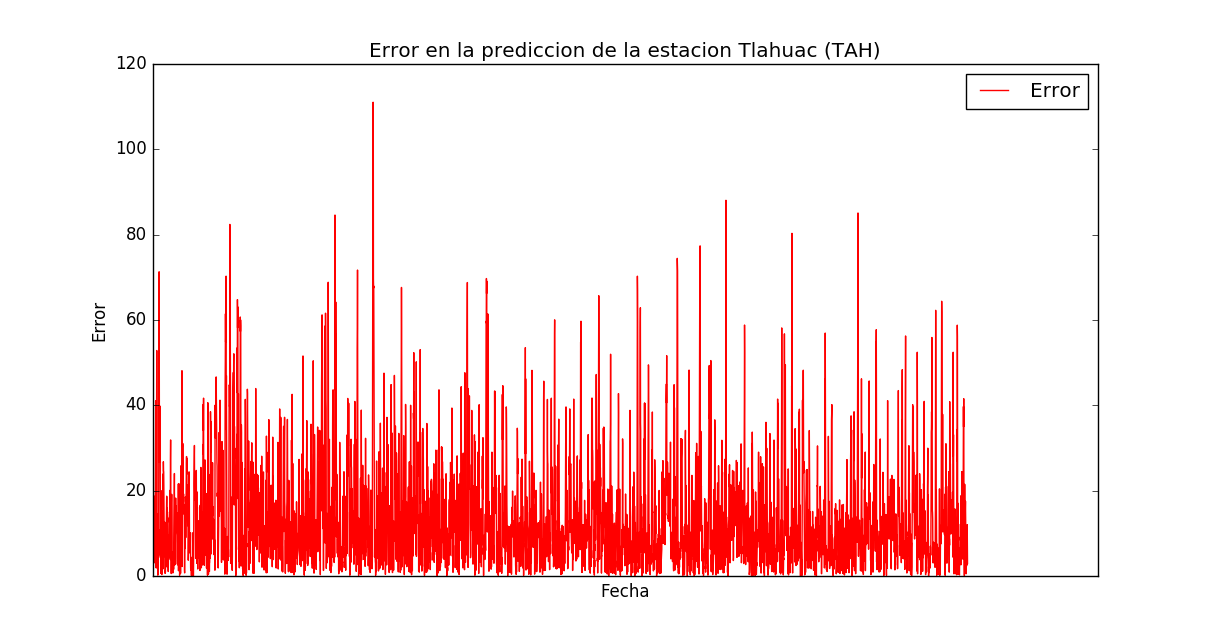 Error en la prediccion de la estacion Tlahuac (TAH)
120
100
80
60
40
20
0
Error
Fecha
Error